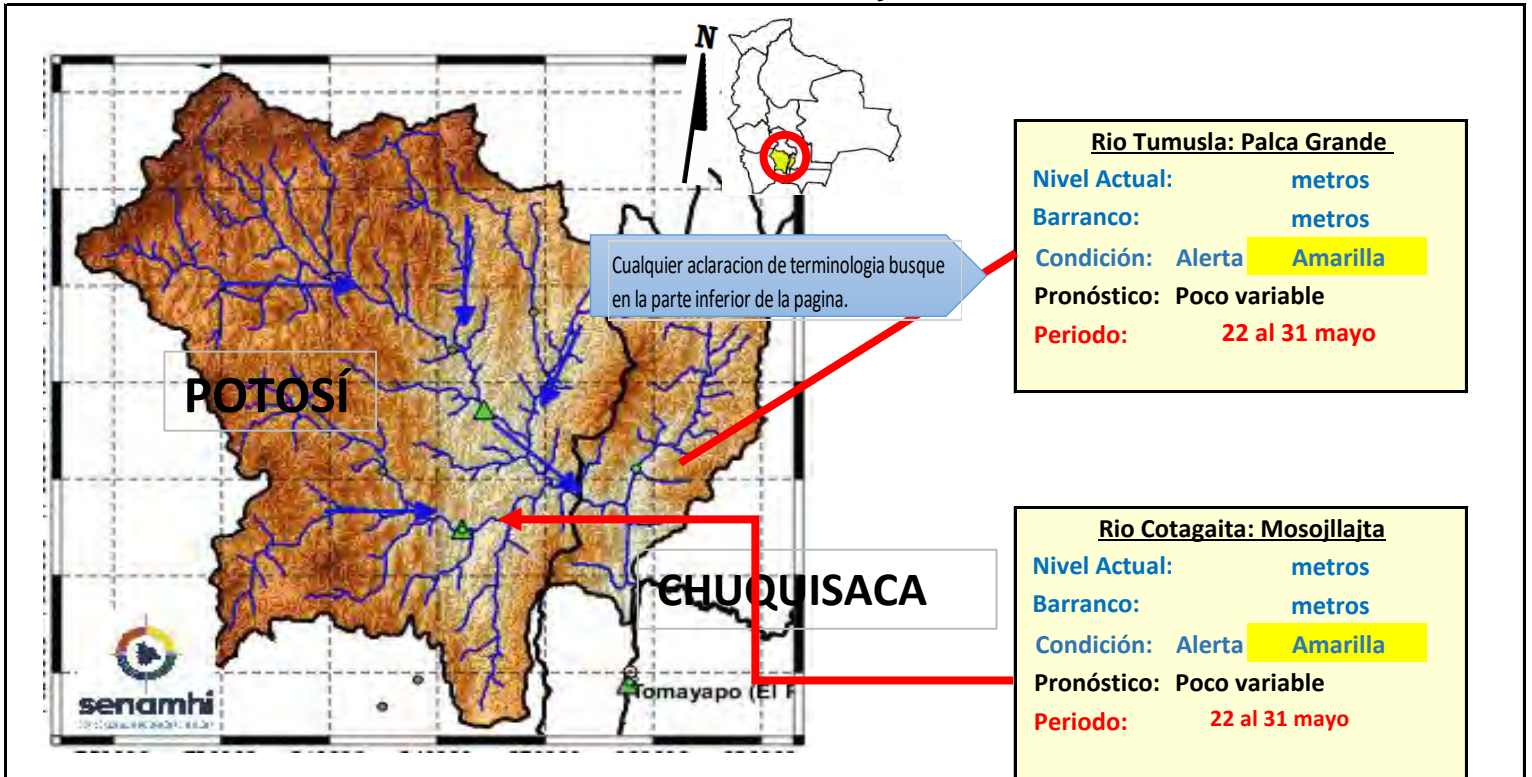 N
Cualquier aclaracion de terminologia busque
en la parte inferior de la pagina.
POTOSÍ
CHUQUISACA
Tomayapo (El
senamhi
Rio Tumusla: Palca Grande
Nivel Actual: metros
Barranco: metros
Condición: Alerta Amarilla
Pronóstico: Poco variable
Periodo: 22 al 31 mayo
Rio Cotagaita: Mosojllajta
Nivel Actual: metros
Barranco: metros
Condición: Alerta Amarilla
Pronóstico: Poco variable
Periodo: 22 al 31 mayo